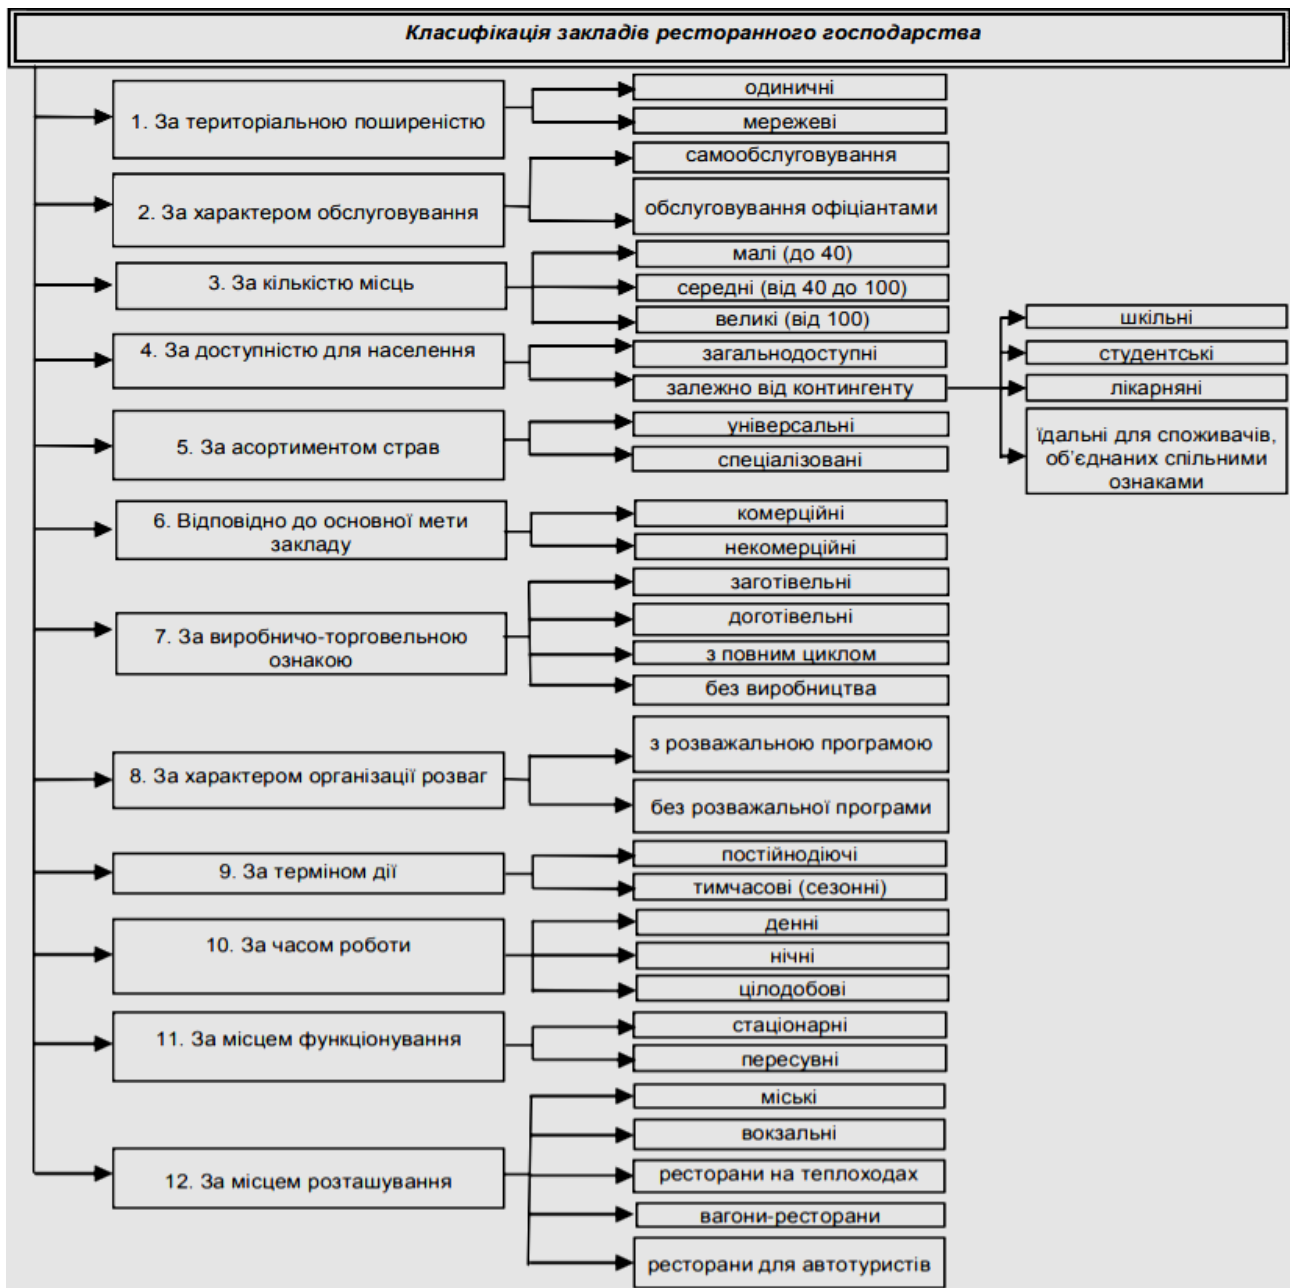 Класифікація закладів ресторанного господарства
1. За територіальною поширеністю
одиничні
мережеві
2. За характером обслуговування
самообслуговування
обслуговування офіціантами
3. За кількістю місць
малі (до 40)
середні (від 40 до 100)
великі (від 100)
4. За доступністю для населення
загальнодоступні
залежно від контингенту
шкільні
студентські
лікарняні
їдальні для споживачів,
об’єднаних спільними
ознаками
5. За асортиментом страв
універсальні
спеціалізовані
6. Відповідно до основної мети
закладу
комерційні
некомерційні
7. За виробничо-торговельною
ознакою
заготівельні
доготівельні
з повним циклом
без виробництва
8. За характером організації розваг
з розважальною програмою
без розважальної програми
9. За терміном дії
постійнодіючі
тимчасові (сезонні)
10. За часом роботи
денні
нічні
цілодобові
11. За місцем функціонування
стаціонарні
пересувні
12. За місцем розташування
міські
вокзальні
ресторани на теплоходах
вагони-ресторани
ресторани для автотуристів